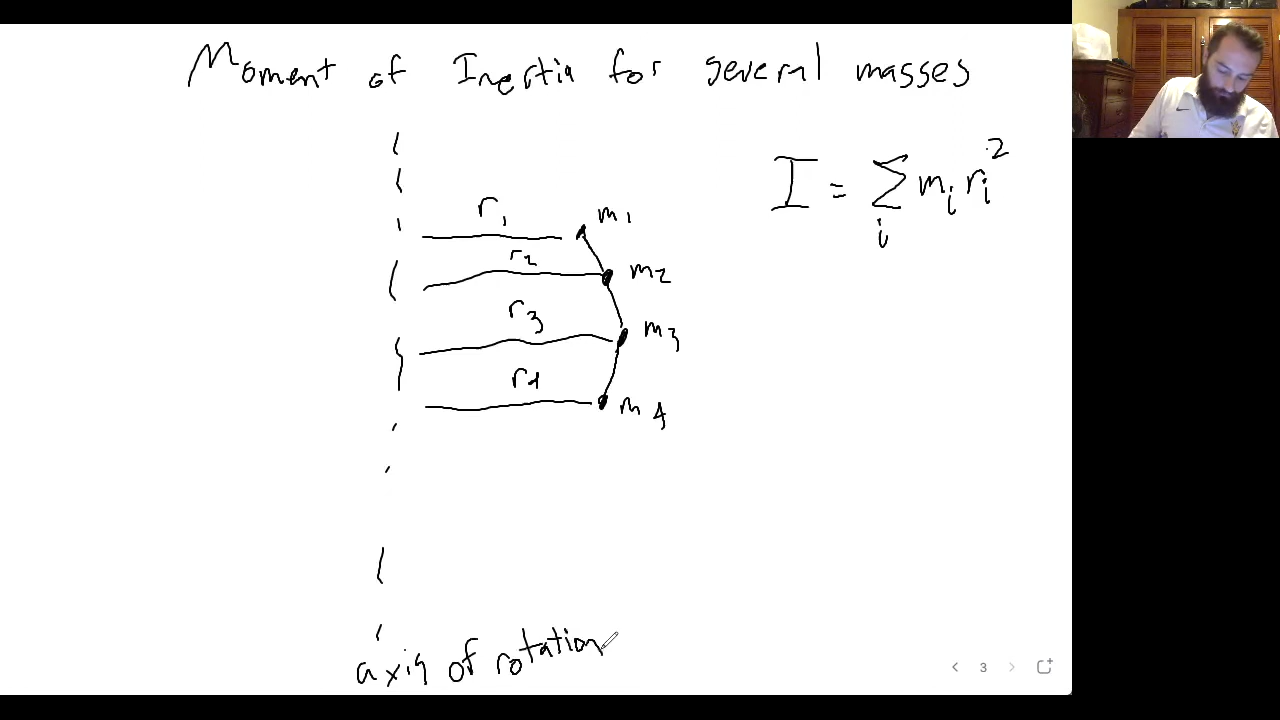 Moment of Inertia for several masses
I = ∑ᵢ mᵢ rᵢ²
r₁ m₁
r₂ m₂
r₃ m₃
r₄ m₄
axis of rotation
3